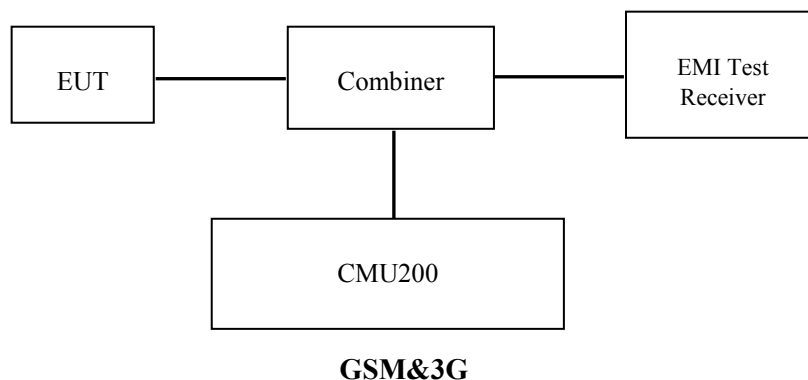 EUT
Combiner
EMI Test
Receiver
CMU200
GSM&3G